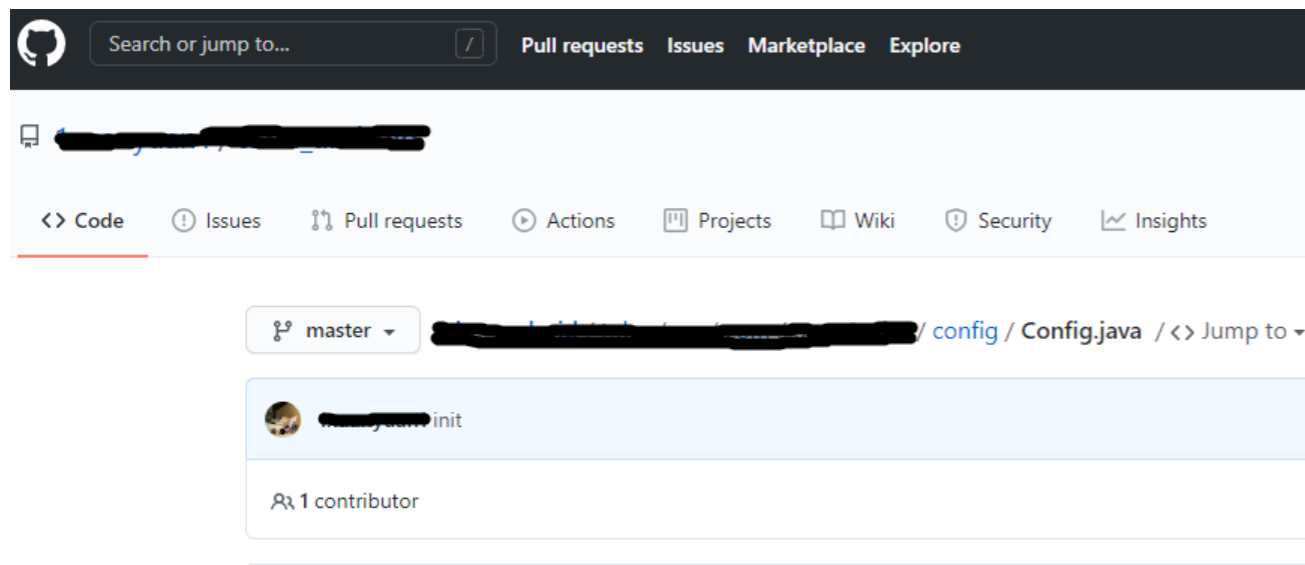 Search or jump to... / Pull requests Issues Marketplace Explore
<> Code Issues Pull requests Actions Projects Wiki Security Insights
master / config / Config.java / <> Jump to
init
1 contributor